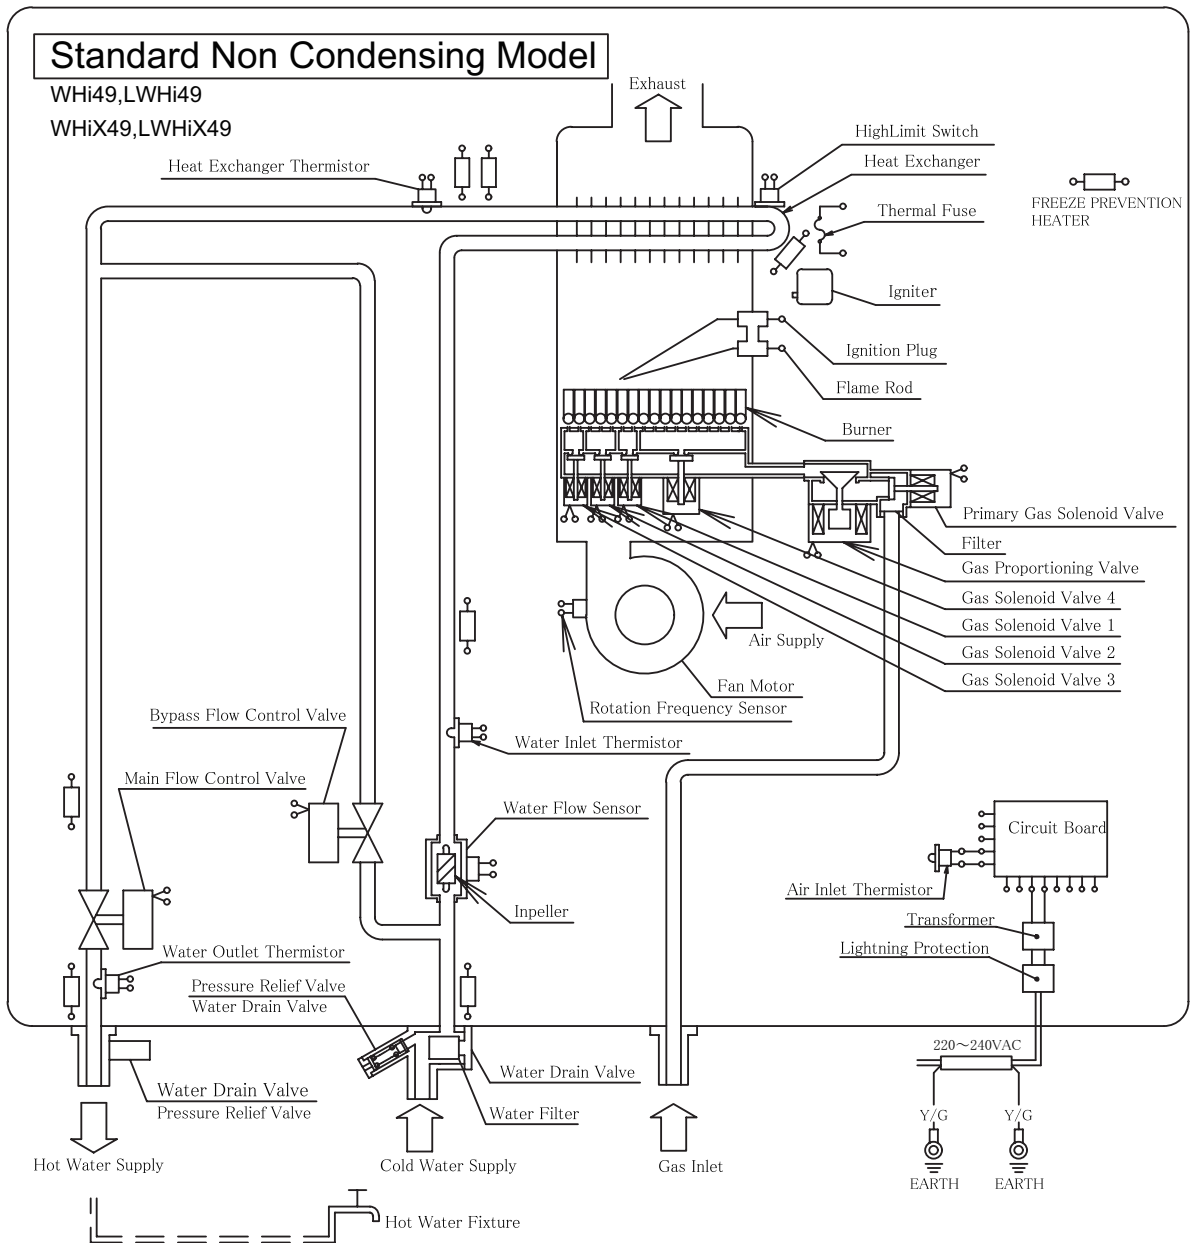 Standard Non Condensing Model
WHi49,LWHi49
WHiX49,LWHiX49
Exhaust
HighLimit Switch
Heat Exchanger Thermistor
Heat Exchanger
FREEZE PREVENTION
HEATER
Thermal Fuse
Igniter
Ignition Plug
Flame Rod
Burner
Primary Gas Solenoid Valve
Filter
Gas Proportioning Valve
Gas Solenoid Valve 4
Gas Solenoid Valve 1
Gas Solenoid Valve 2
Gas Solenoid Valve 3
Air Supply
Fan Motor
Rotation Frequency Sensor
Bypass Flow Control Valve
Water Inlet Thermistor
Main Flow Control Valve
Water Flow Sensor
Circuit Board
Air Inlet Thermistor
Inpeller
Transformer
Water Outlet Thermistor
Lightning Protection
Pressure Relief Valve
Water Drain Valve
220～240VAC
Water Drain Valve
Water Drain Valve
Pressure Relief Valve
Water Filter
Y/G
Y/G
Hot Water Supply
Cold Water Supply
Gas Inlet
EARTH
EARTH
Hot Water Fixture